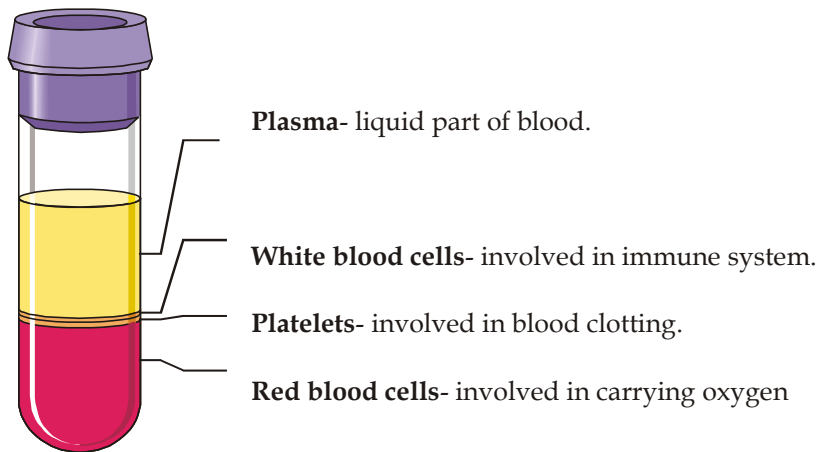 Plasma- liquid part of blood.
White blood cells- involved in immune system.
Platelets- involved in blood clotting.
Red blood cells- involved in carrying oxygen